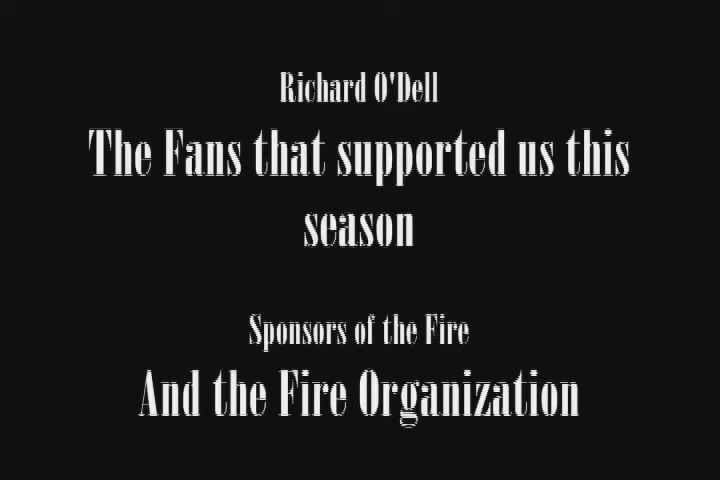 Richard O'Dell
The Fans that supported us this
season
Sponsors of the Fire
And the Fire Organization